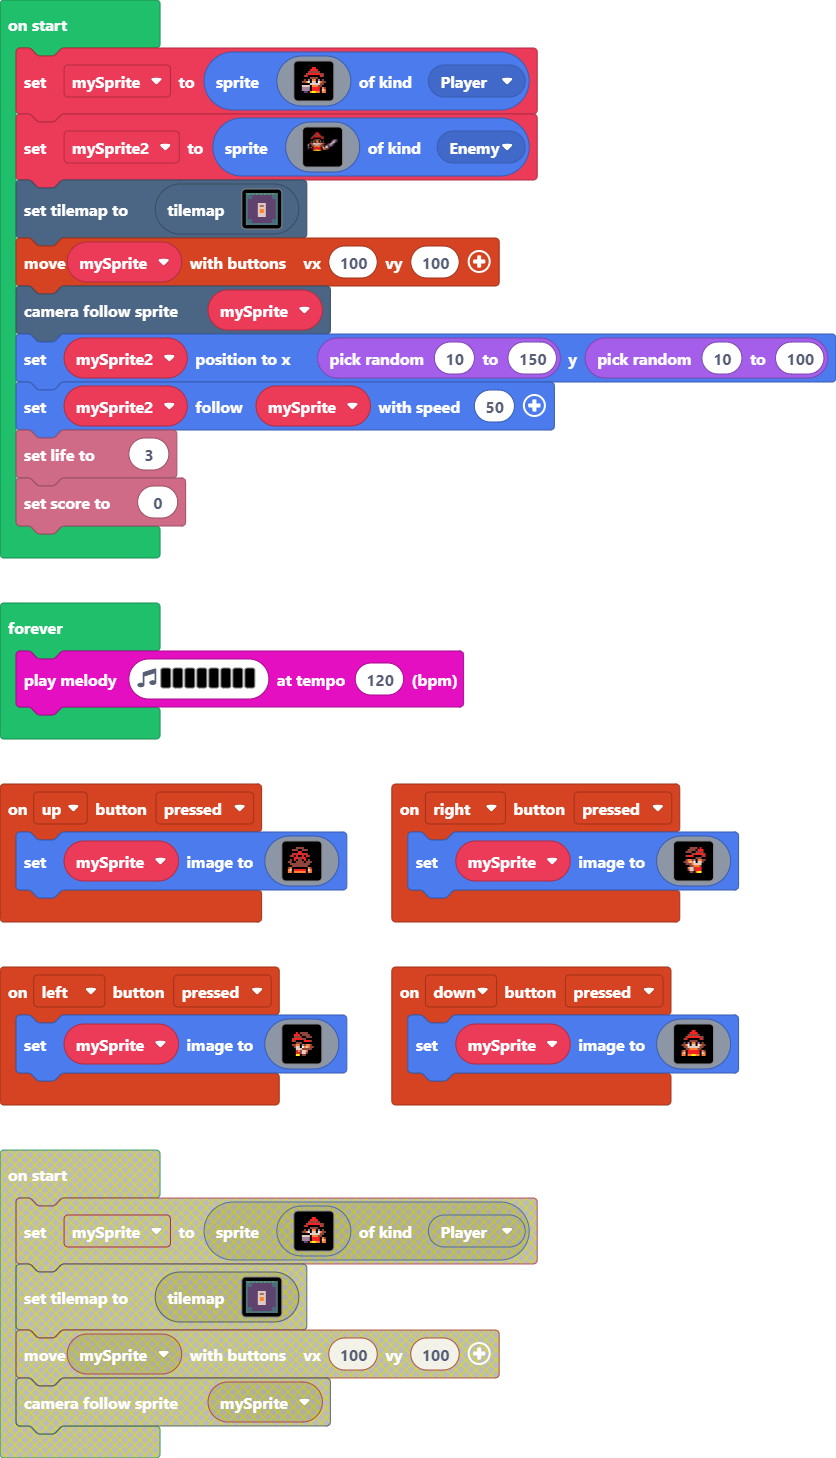 on start
set mySprite to sprite of kind Player
set mySprite2 to sprite of kind Enemy
set tilemap to tilemap
move mySprite with buttons vx 100 vy 100
camera follow sprite mySprite
set mySprite2 position to x pick random 10 to 150 y pick random 10 to 100
set mySprite2 follow mySprite with speed 50
set life to 3
set score to 0
forever
play melody at tempo 120 (bpm)
on up button pressed
set mySprite image to
on right button pressed
set mySprite image to
on left button pressed
set mySprite image to
on down button pressed
set mySprite image to
on start
set mySprite to sprite of kind Player
set tilemap to tilemap
move mySprite with buttons vx 100 vy 100
camera follow sprite mySprite